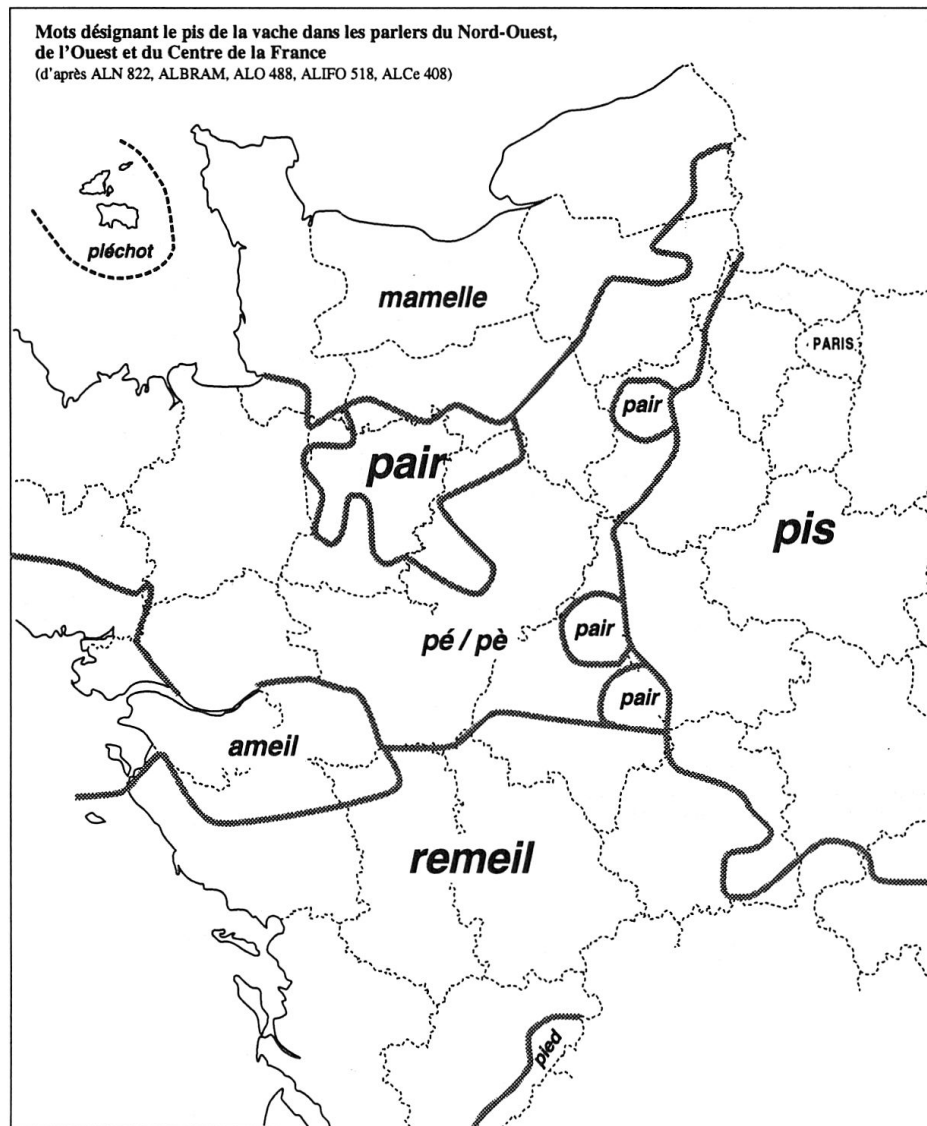 Mots désignant le pis de la vache dans les parlers du Nord-Ouest,
de l'Ouest et du Centre de la France
(d'après ALN 822, ALBRAM, ALO 488, ALIFO 518, ALCe 408)
pléchot
mamelle
PARIS
pair
pair
pis
pair
pé / pè
pair
ameil
remeil
pied